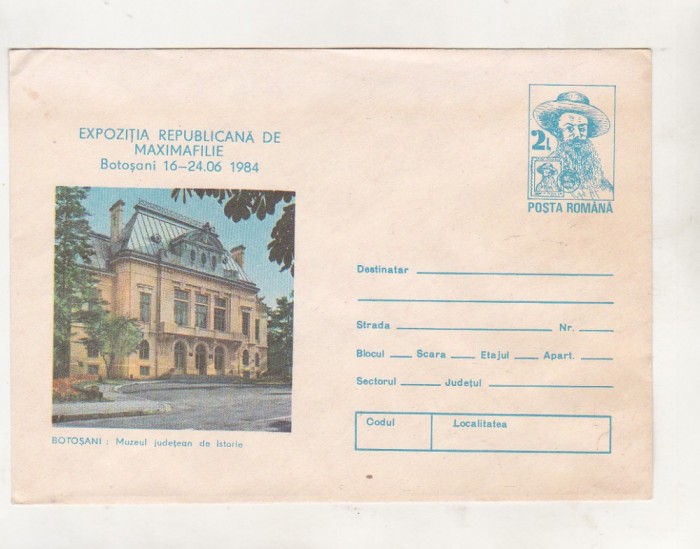 EXPOZIȚIA REPUBLICANĂ DE
MAXIMAFILIE
Botoșani 16-24.06 1984
BOTOȘANI : Muzeul județean de Istorie
2L
POȘTA ROMÂNĂ
Destinatar
Strada Nr.
Blocul Scara Etajul Apart.
Sectorul Județul
Codul Localitatea